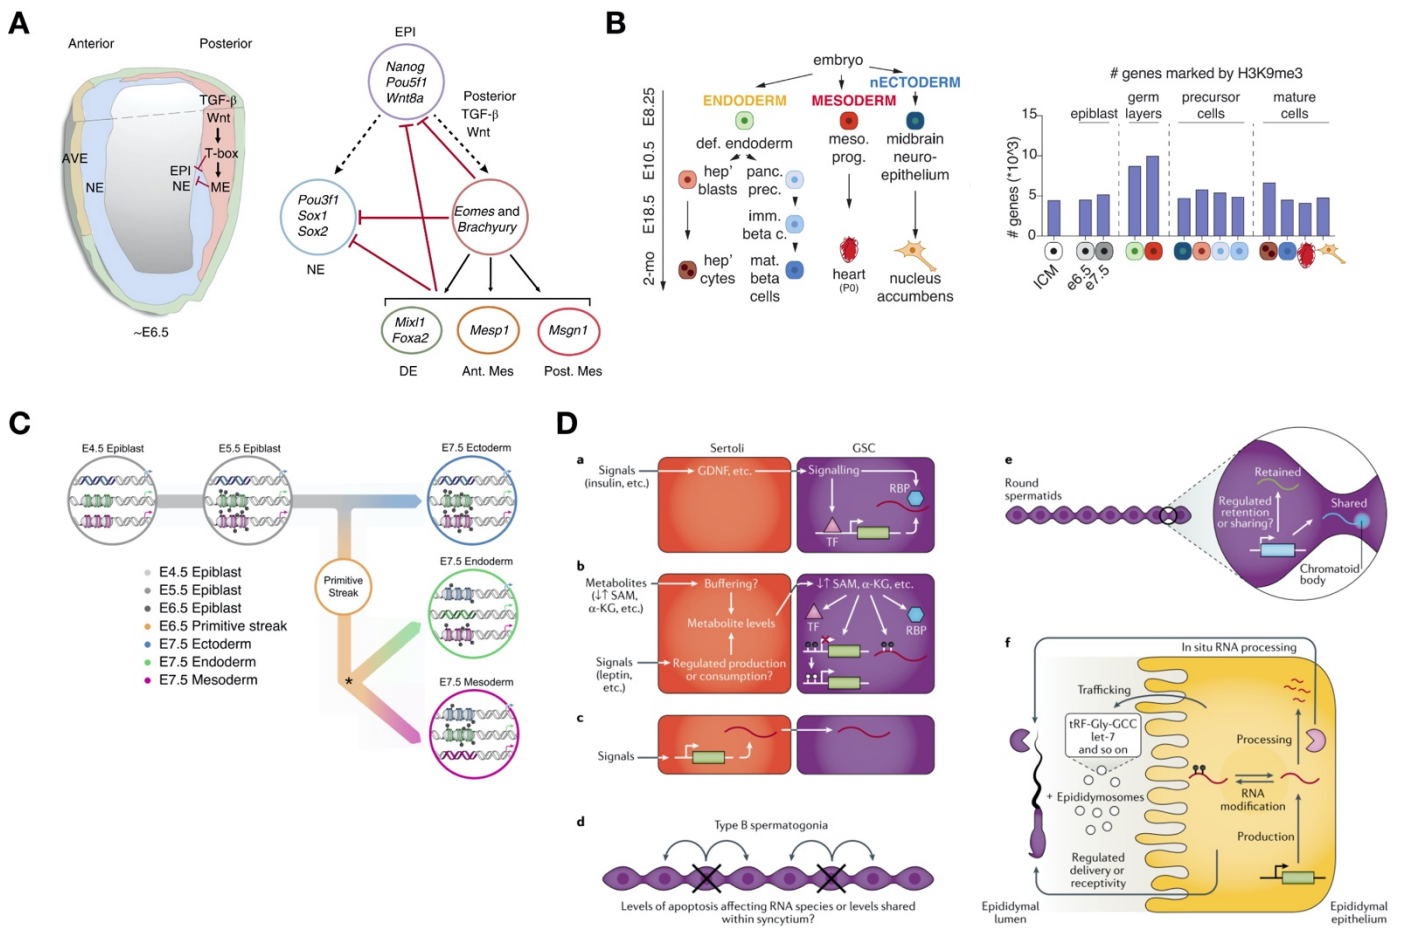 A
Anterior
Posterior
TGF-β
Wnt
T-box
AVE
EPI
NE
NE
ME
~E6.5
EPI
Nanog
Pou5f1
Wnt8a
Posterior
TGF-β
Wnt
Pou3f1
Sox1
Sox2
NE
Eomes and
Brachyury
Mixl1
Foxa2
Mesp1
Msgn1
DE
Ant. Mes
Post. Mes
B
embryo
nECTODERM
ENDODERM
MESODERM
def. endoderm
meso.
prog.
midbrain
neuro-
epithelium
hep'
blasts
panc.
prec.
imm.
beta c.
hep'
cytes
mat.
beta
cells
heart
(P0)
nucleus
accumbens
E8.25
E10.5
E18.5
2-mo
# genes marked by H3K9me3
epiblast
germ
layers
precursor
cells
mature
cells
# genes (*10^3)
15
10
5
0
ICM
e6.5
e7.5
C
E4.5 Epiblast
E5.5 Epiblast
E7.5 Ectoderm
E7.5 Endoderm
Primitive
Streak
*
E7.5 Mesoderm
E4.5 Epiblast
E5.5 Epiblast
E6.5 Epiblast
E6.5 Primitive streak
E7.5 Ectoderm
E7.5 Endoderm
E7.5 Mesoderm
D
a
Sertoli
GSC
Signals
(insulin, etc.)
GDNF, etc.
Signalling
RBP
TF
b
Metabolites
(↓↑ SAM,
α-KG, etc.)
Buffering?
↓↑ SAM, α-KG, etc.
Metabolite levels
TF
RBP
Signals
(leptin,
etc.)
Regulated production
or consumption?
c
Signals
d
Type B spermatogonia
Levels of apoptosis affecting RNA species or levels shared
within syncytium?
e
Round
spermatids
Retained
Regulated
retention
or sharing?
Shared
Chromatoid
body
f
In situ RNA processing
Trafficking
tRF-Gly-GCC
let-7
and so on
Processing
+ Epididymosomes
RNA
modification
Production
Regulated
delivery or
receptivity
Epididymal
lumen
Epididymal
epithelium